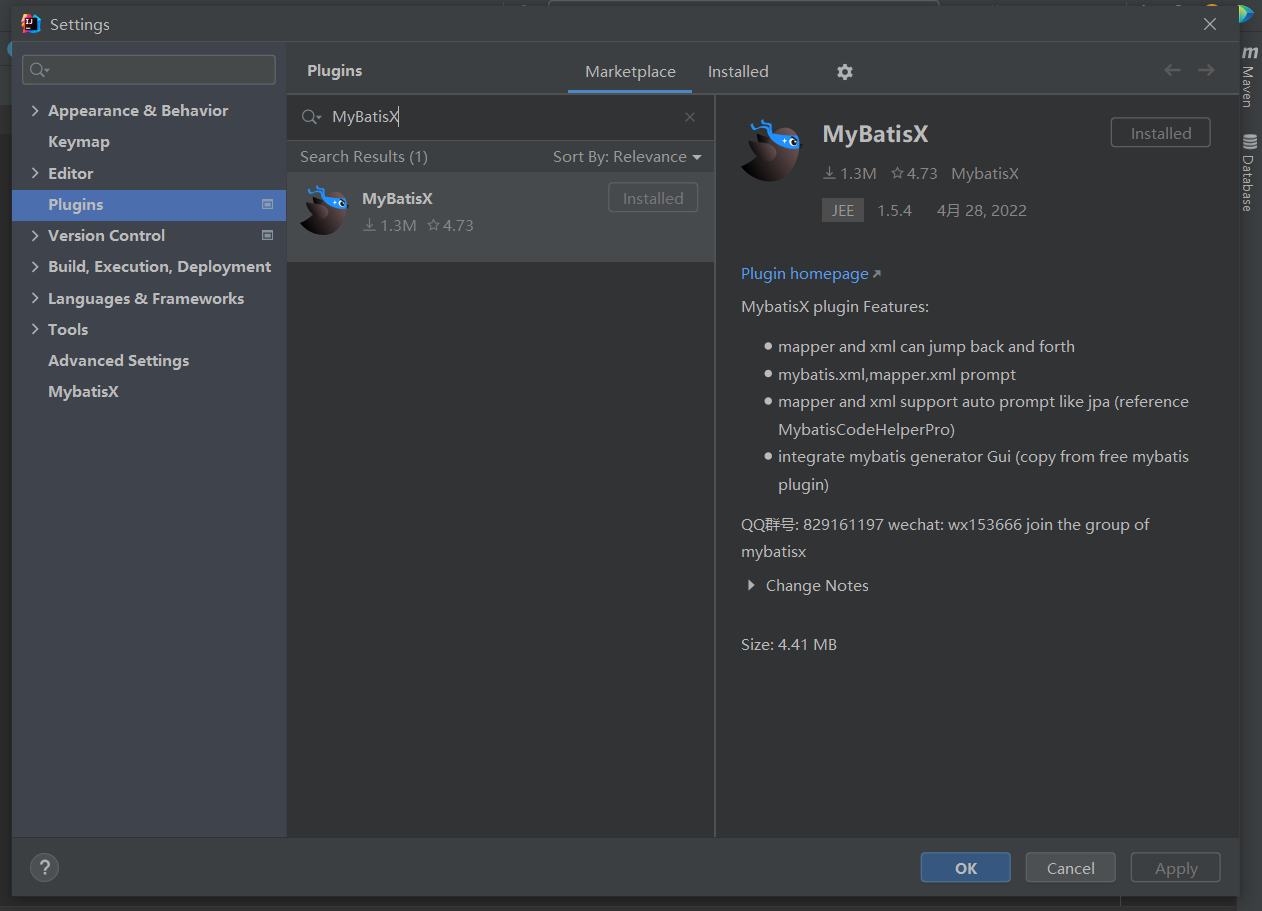 Settings
Plugins
Marketplace
Installed
Appearance & Behavior
Keymap
Editor
Plugins
Version Control
Build, Execution, Deployment
Languages & Frameworks
Tools
Advanced Settings
MybatisX
MyBatisX
Search Results (1)
Sort By: Relevance
MyBatisX
Installed
1.3M
4.73
MyBatisX
Installed
1.3M
4.73
MybatisX
JEE
1.5.4
4月 28, 2022
Plugin homepage
MybatisX plugin Features:
mapper and xml can jump back and forth
mybatis.xml,mapper.xml prompt
mapper and xml support auto prompt like jpa (reference
MybatisCodeHelperPro)
integrate mybatis generator Gui (copy from free mybatis
plugin)
QQ群号: 829161197 wechat: wx153666 join the group of
mybatisx
Change Notes
Size: 4.41 MB
m
Maven
Database
?
OK
Cancel
Apply